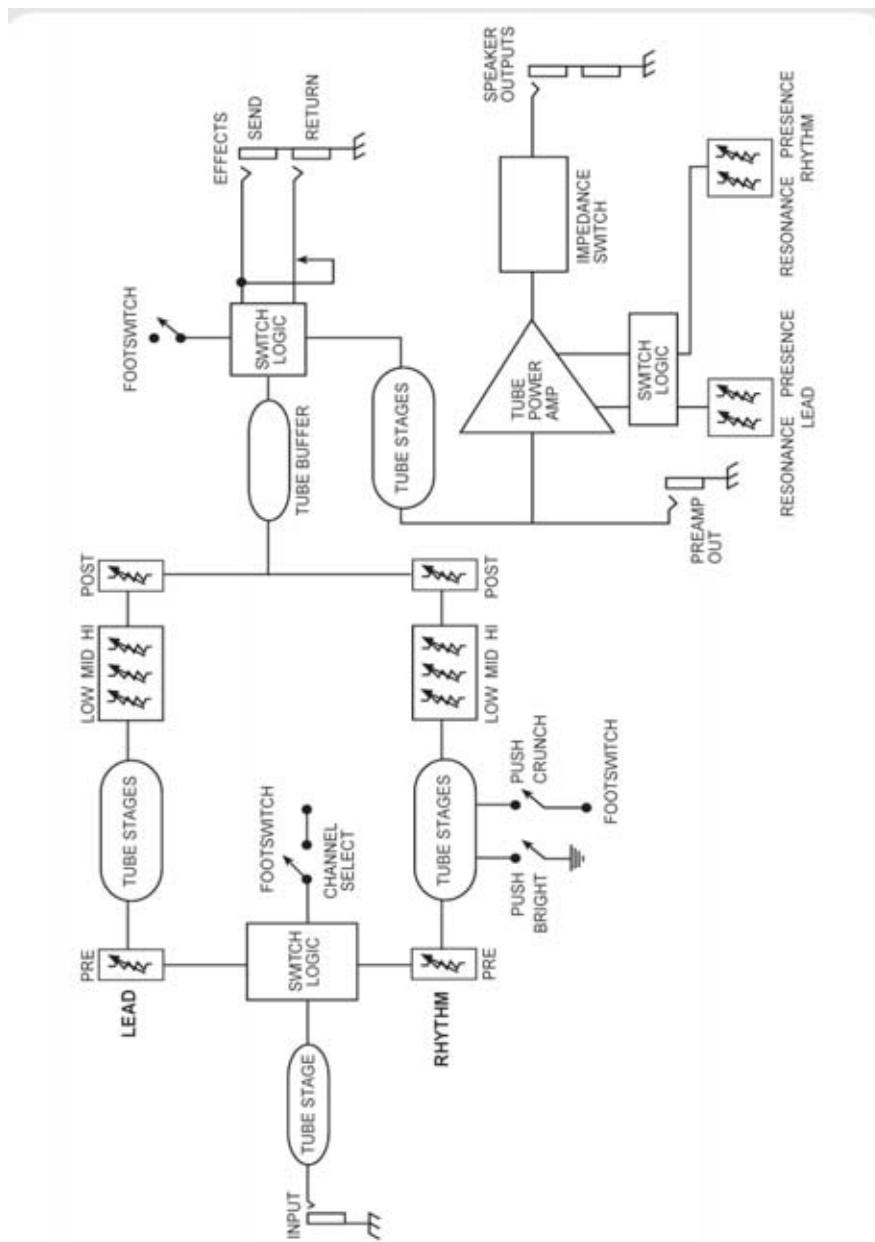 INPUT
TUBE STAGE
SWITCH
LOGIC
FOOTSWITCH
CHANNEL
SELECT
LEAD
PRE
TUBE STAGES
LOW MID HI
POST
RHYTHM
PRE
TUBE STAGES
PUSH
BRIGHT
PUSH
CRUNCH
FOOTSWITCH
LOW MID HI
POST
TUBE BUFFER
FOOTSWITCH
SWITCH
LOGIC
EFFECTS
SEND
RETURN
TUBE STAGES
PREAMP
OUT
TUBE
POWER
AMP
SWITCH
LOGIC
RESONANCE PRESENCE
LEAD
RESONANCE PRESENCE
RHYTHM
IMPEDANCE
SWITCH
SPEAKER
OUTPUTS